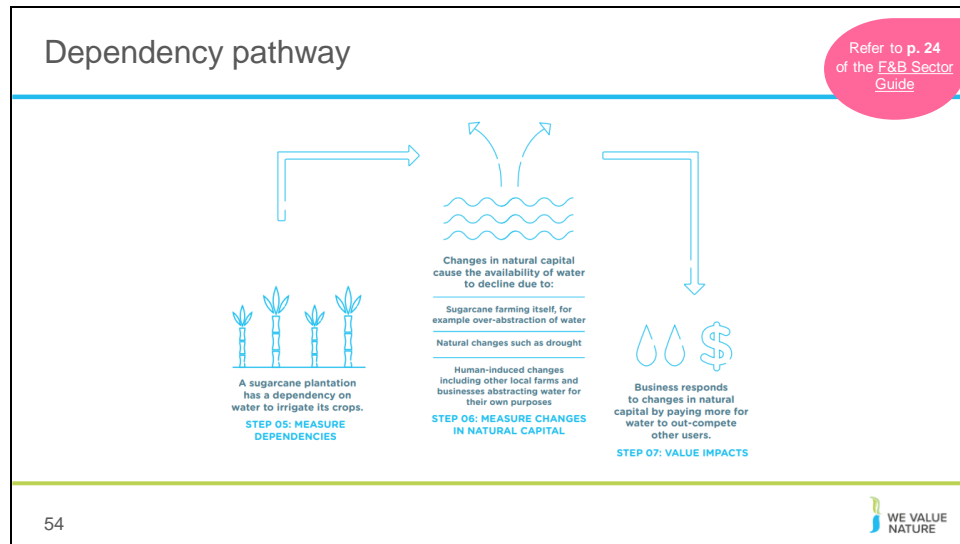 Dependency pathway
Refer to p. 24
of the F&B Sector
Guide
Changes in natural capital
cause the availability of water
to decline due to:
Sugarcane farming itself, for
example over-abstraction of water
Natural changes such as drought
Human-induced changes
including other local farms and
businesses abstracting water for
their own purposes
STEP 06: MEASURE CHANGES
IN NATURAL CAPITAL
A sugarcane plantation
has a dependency on
water to irrigate its crops.
STEP 05: MEASURE
DEPENDENCIES
$
Business responds
to changes in natural
capital by paying more for
water to out-compete
other users.
STEP 07: VALUE IMPACTS
54
WE VALUE
NATURE